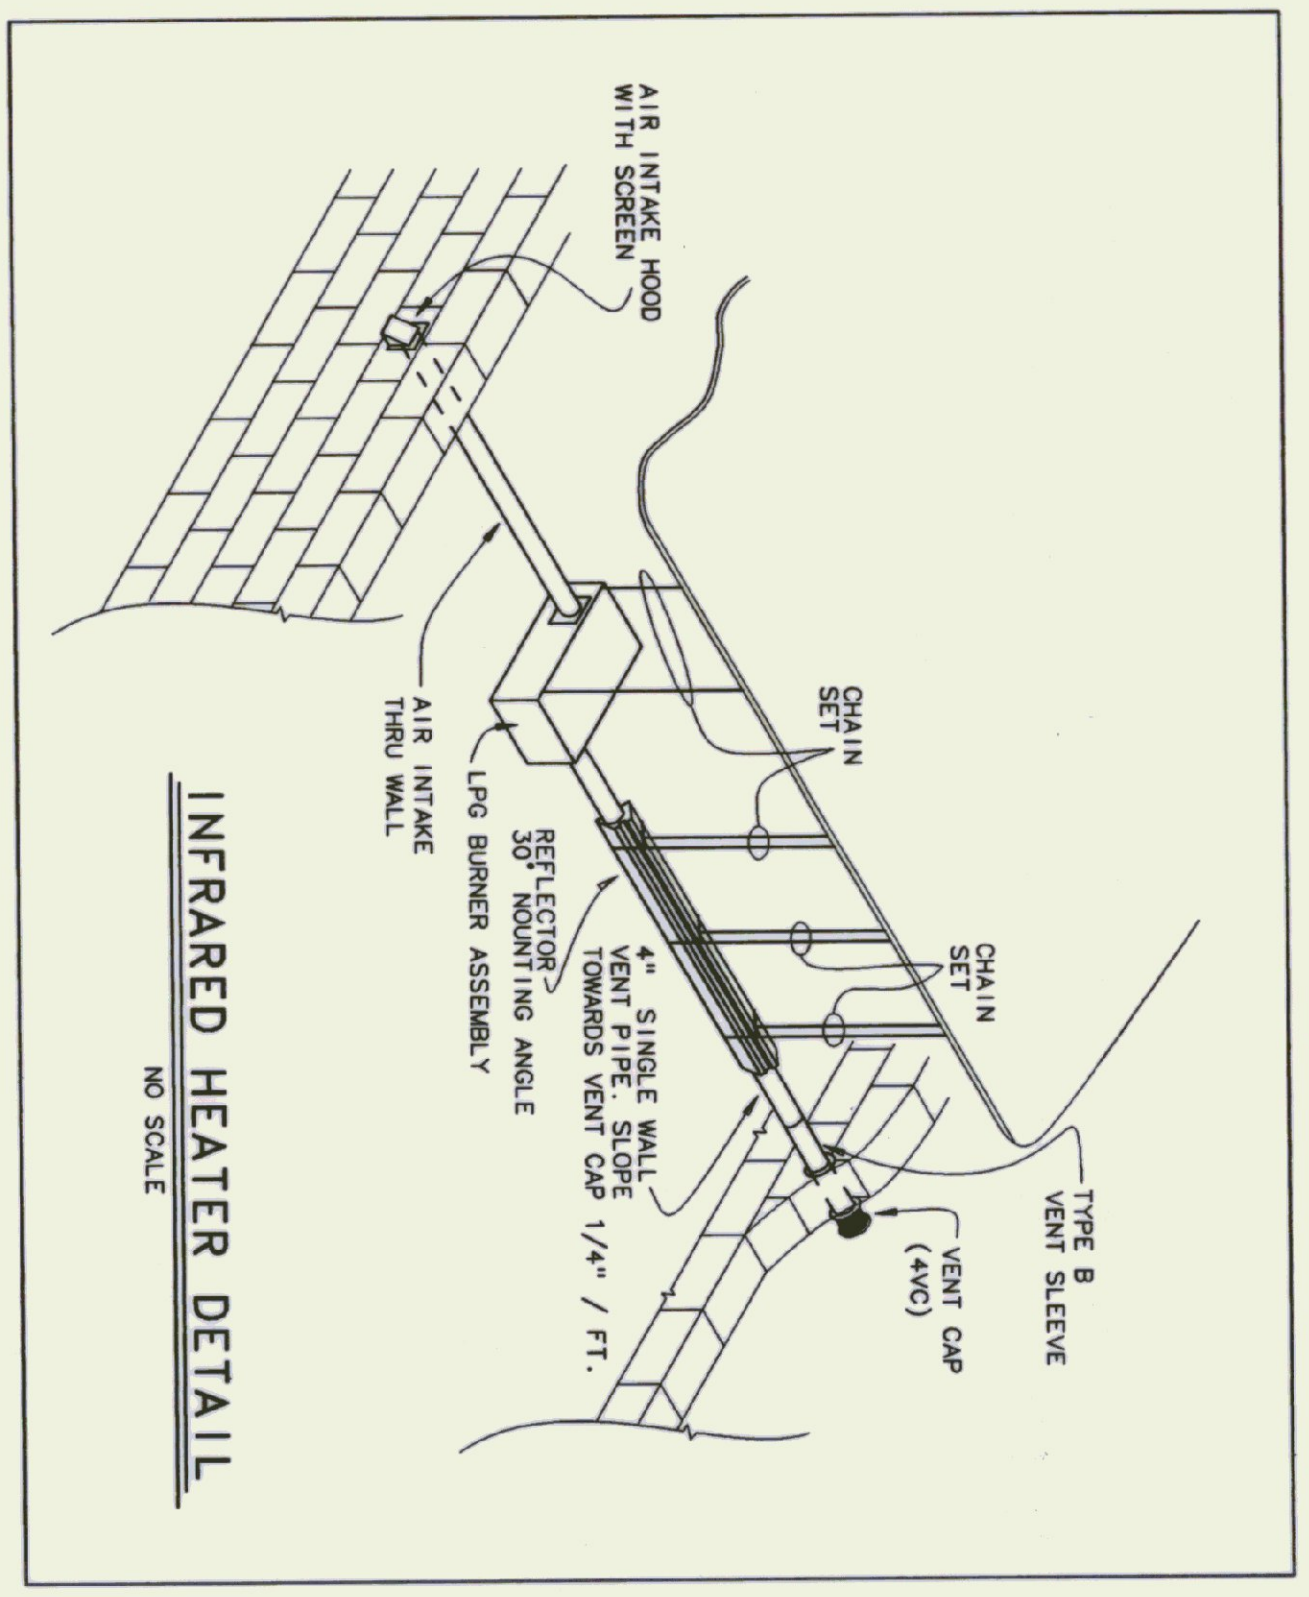 TYPE B
VENT SLEEVE
VENT CAP
(4VC)
CHAIN
SET
CHAIN
SET
AIR INTAKE HOOD
WITH SCREEN
4" SINGLE WALL
VENT PIPE. SLOPE
TOWARDS VENT CAP 1/4" / FT.
REFLECTOR
30° NOUNTING ANGLE
LPG BURNER ASSEMBLY
AIR INTAKE
THRU WALL
INFRARED HEATER DETAIL
NO SCALE